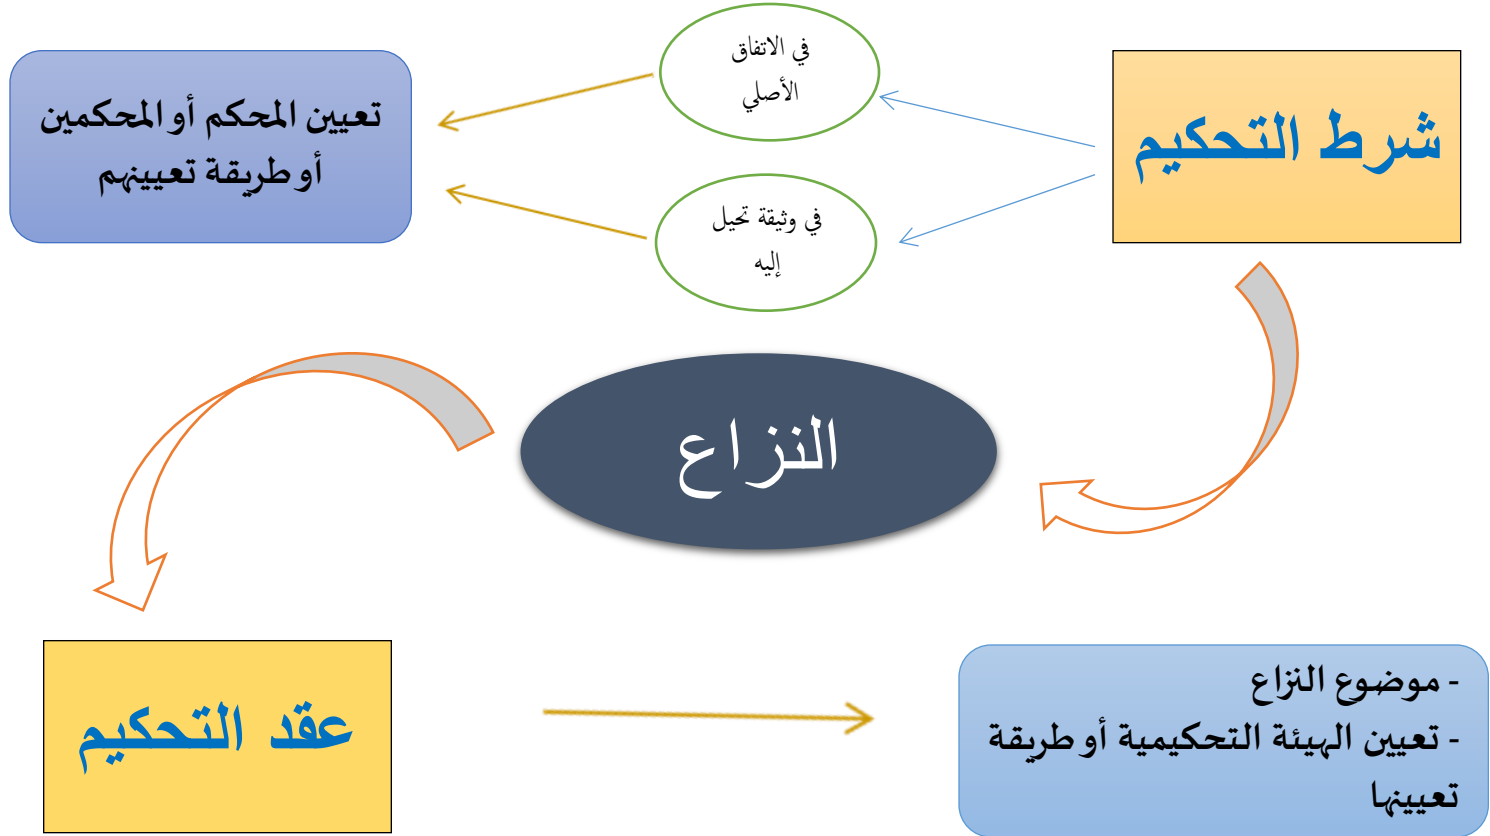 شرط التحكيم
في الاتفاق
الأصلي
في وثيقة تحيل
إليه
تعيين المحكم أو المحكمين
أو طريقة تعيينهم
النزاع
عقد التحكيم
- موضوع النزاع
- تعيين الهيئة التحكيمية أو طريقة
تعيينها